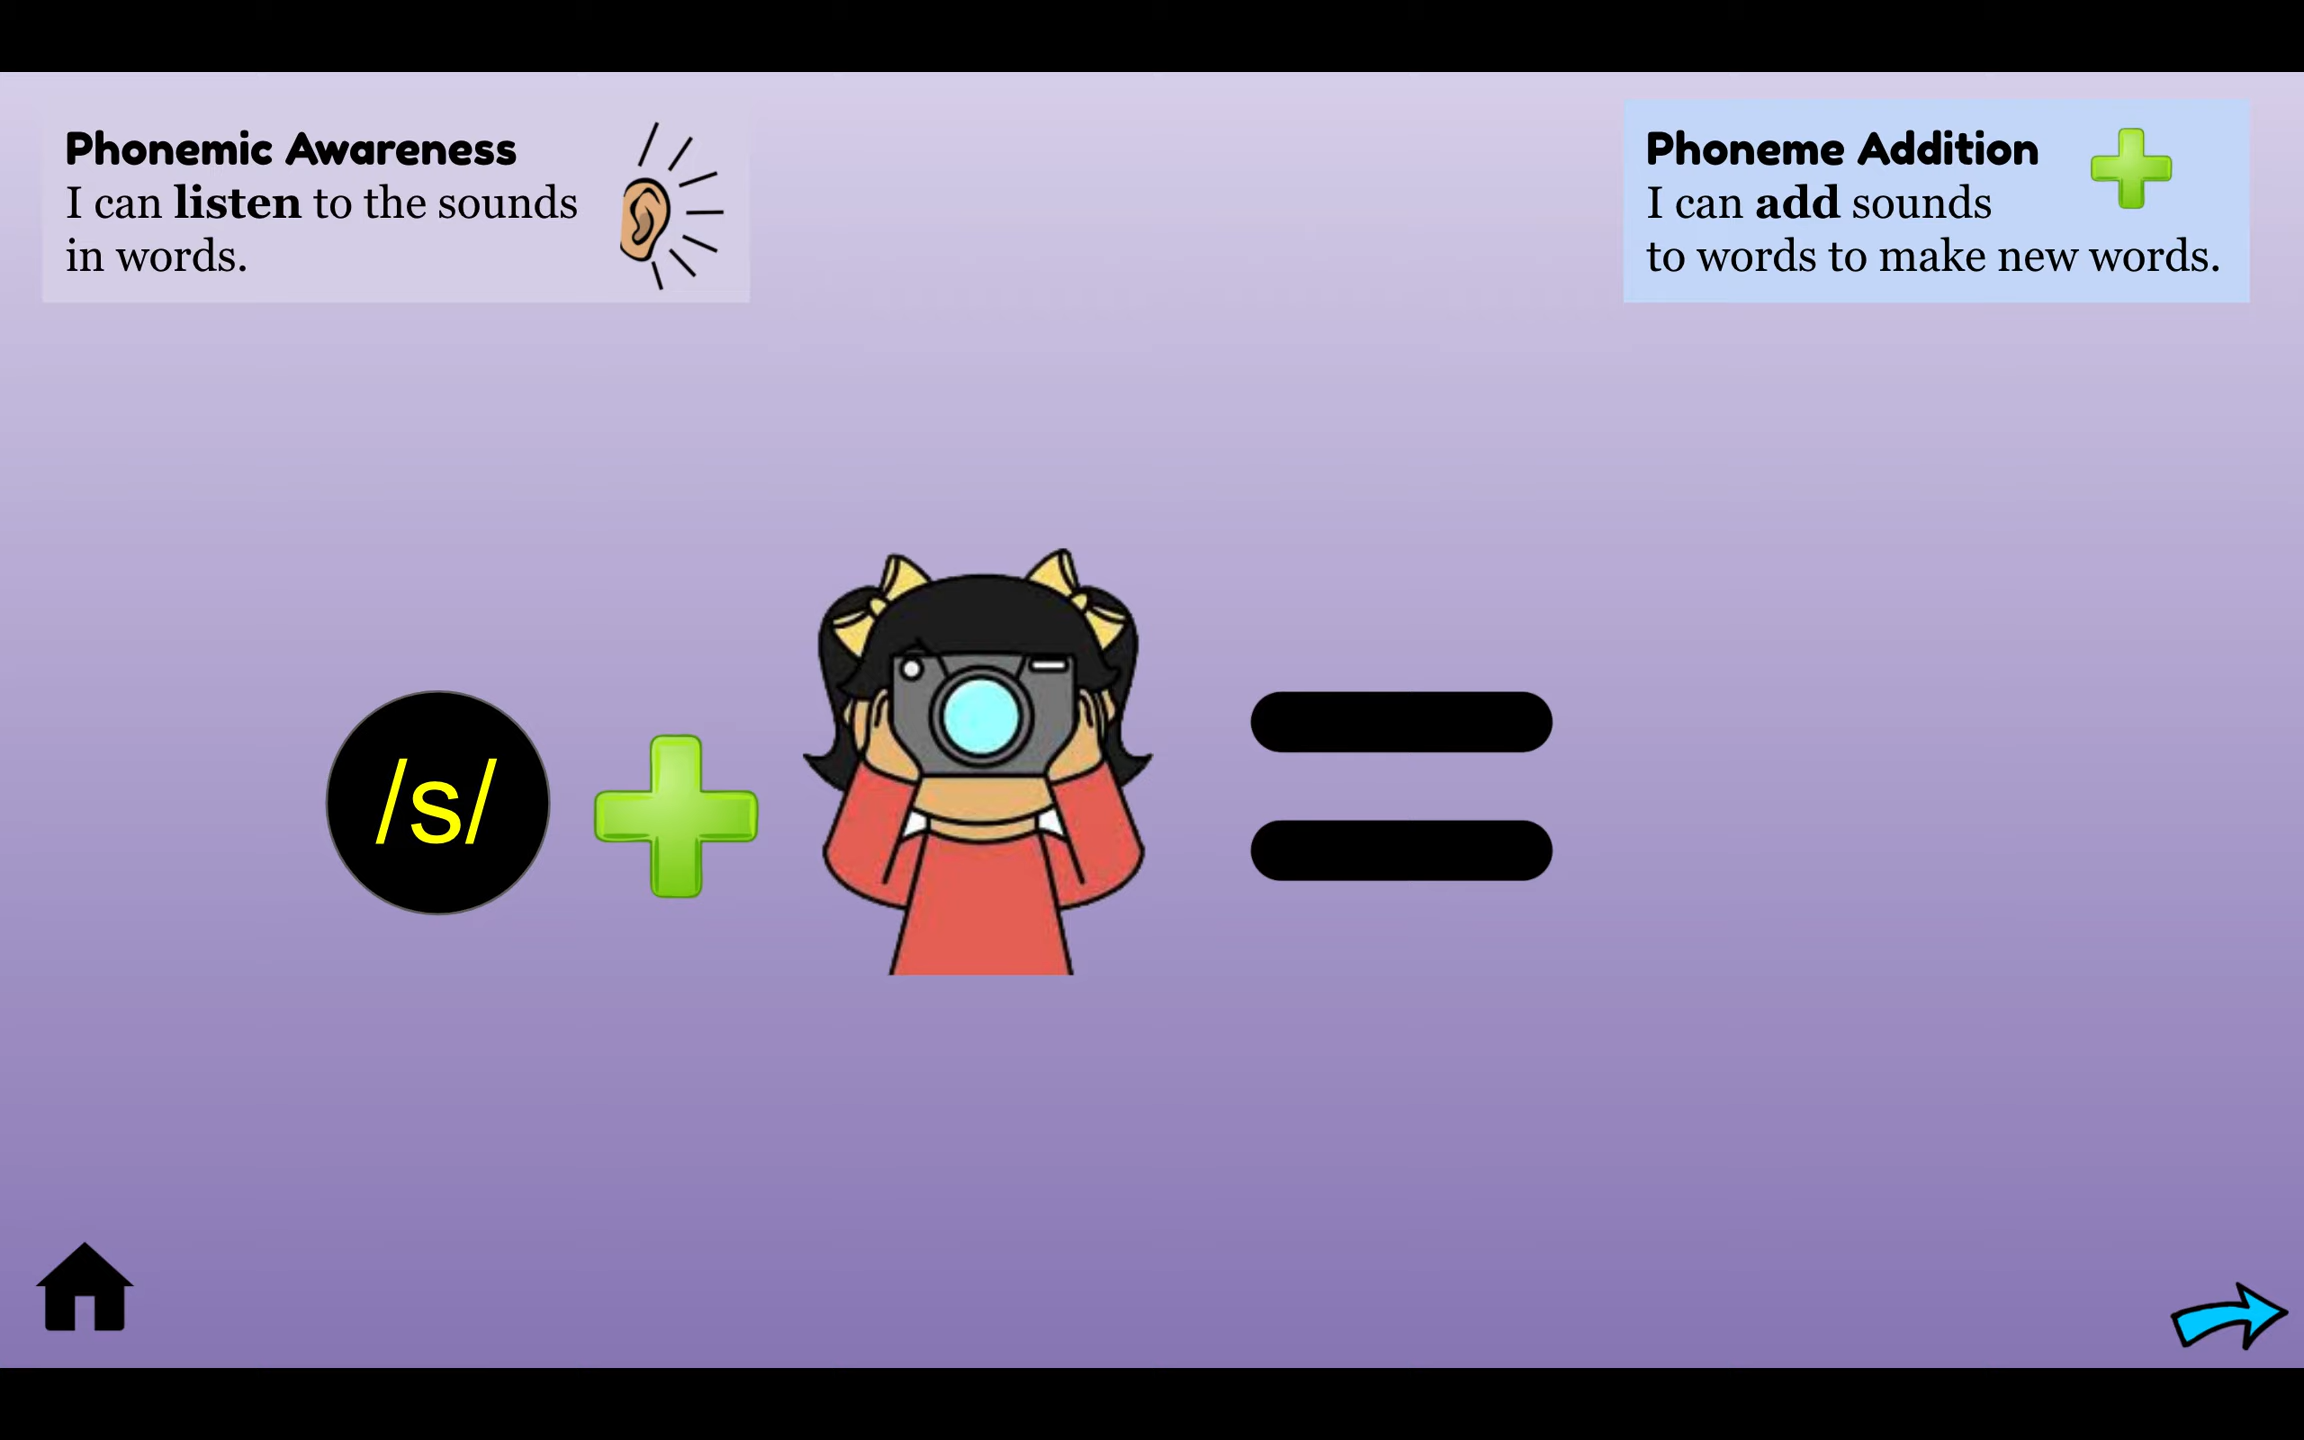 Phonemic Awareness
I can listen to the sounds
in words.
Phoneme Addition
I can add sounds
to words to make new words.
/s/